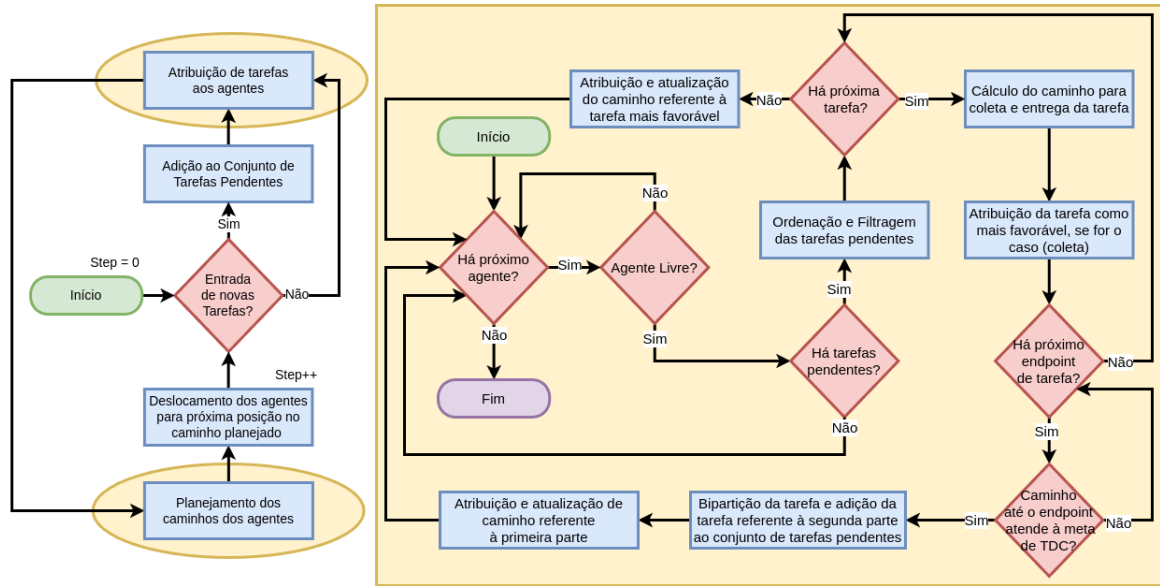 Atribuição de tarefas
aos agentes
Adição ao Conjunto de
Tarefas Pendentes
Sim
Step = 0
Início
Entrada
de novas
Tarefas?
Não
Step++
Deslocamento dos agentes
para próxima posição no
caminho planejado
Planejamento dos
caminhos dos agentes
Atribuição e atualização
do caminho referente à
tarefa mais favorável
Não
Há próxima
tarefa?
Sim
Cálculo do caminho para
coleta e entrega da tarefa
Início
Não
Ordenação e Filtragem
das tarefas pendentes
Atribuição da tarefa como
mais favorável, se for o
caso (coleta)
Há próximo
agente?
Sim
Agente Livre?
Sim
Não
Sim
Há tarefas
pendentes?
Há próximo
endpoint
de tarefa?
Não
Fim
Não
Sim
Atribuição e atualização de
caminho referente
à primeira parte
Bipartição da tarefa e adição da
tarefa referente à segunda parte
ao conjunto de tarefas pendentes
Sim
Caminho
até o endpoint
atende à meta
de TDC?
Não